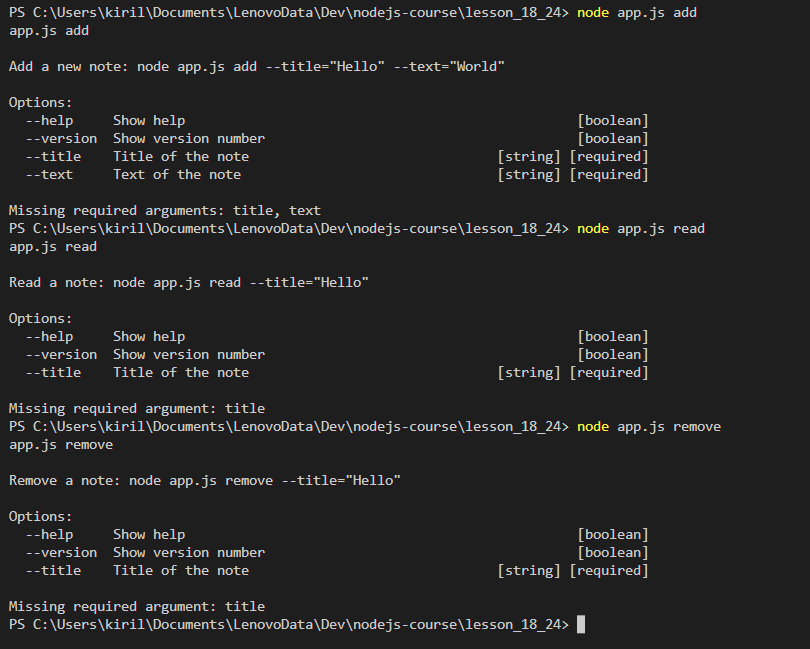 PS C:\Users\kiril\Documents\LenovoData\Dev\nodejs-course\lesson_18_24> node app.js add
app.js add
Add a new note: node app.js add --title="Hello" --text="World"
Options:
--help Show help [boolean]
--version Show version number [boolean]
--title Title of the note [string] [required]
--text Text of the note [string] [required]
Missing required arguments: title, text
PS C:\Users\kiril\Documents\LenovoData\Dev\nodejs-course\lesson_18_24> node app.js read
app.js read
Read a note: node app.js read --title="Hello"
Options:
--help Show help [boolean]
--version Show version number [boolean]
--title Title of the note [string] [required]
Missing required argument: title
PS C:\Users\kiril\Documents\LenovoData\Dev\nodejs-course\lesson_18_24> node app.js remove
app.js remove
Remove a note: node app.js remove --title="Hello"
Options:
--help Show help [boolean]
--version Show version number [boolean]
--title Title of the note [string] [required]
Missing required argument: title
PS C:\Users\kiril\Documents\LenovoData\Dev\nodejs-course\lesson_18_24>